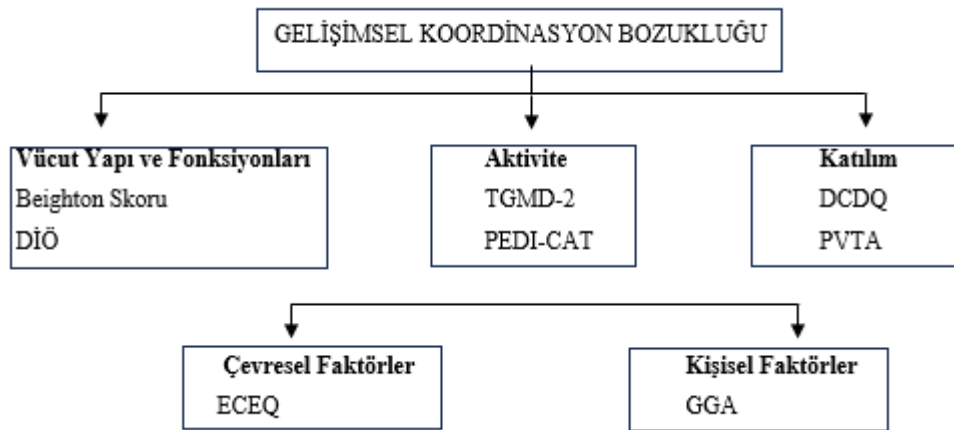 GELİŞİMSEL KOORDİNASYON BOZUKLUĞU
Vücut Yapı ve Fonksiyonları
Beighton Skoru
DİÖ
Aktivite
TGMD-2
PEDI-CAT
Katılım
DCDQ
PVTA
Çevresel Faktörler
ECEQ
Kişisel Faktörler
GGA